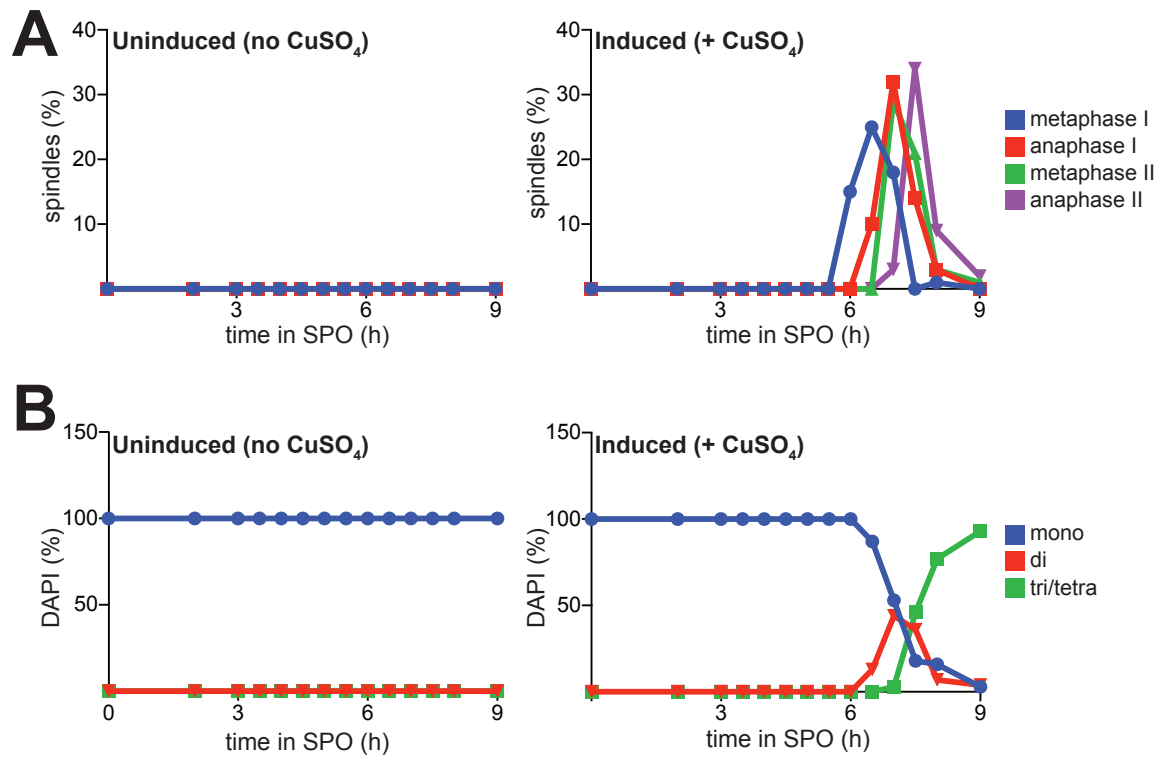 A
Uninduced (no CuSO4)
40
30
20
10
spindles (%)
3
6
9
time in SPO (h)
Induced (+ CuSO4)
40
30
20
10
spindles (%)
3
6
9
time in SPO (h)
metaphase I
anaphase I
metaphase II
anaphase II
B
Uninduced (no CuSO4)
150
100
50
DAPI (%)
0
3
6
9
time in SPO (h)
Induced (+ CuSO4)
150
100
50
DAPI (%)
3
6
9
time in SPO (h)
mono
di
tri/tetra